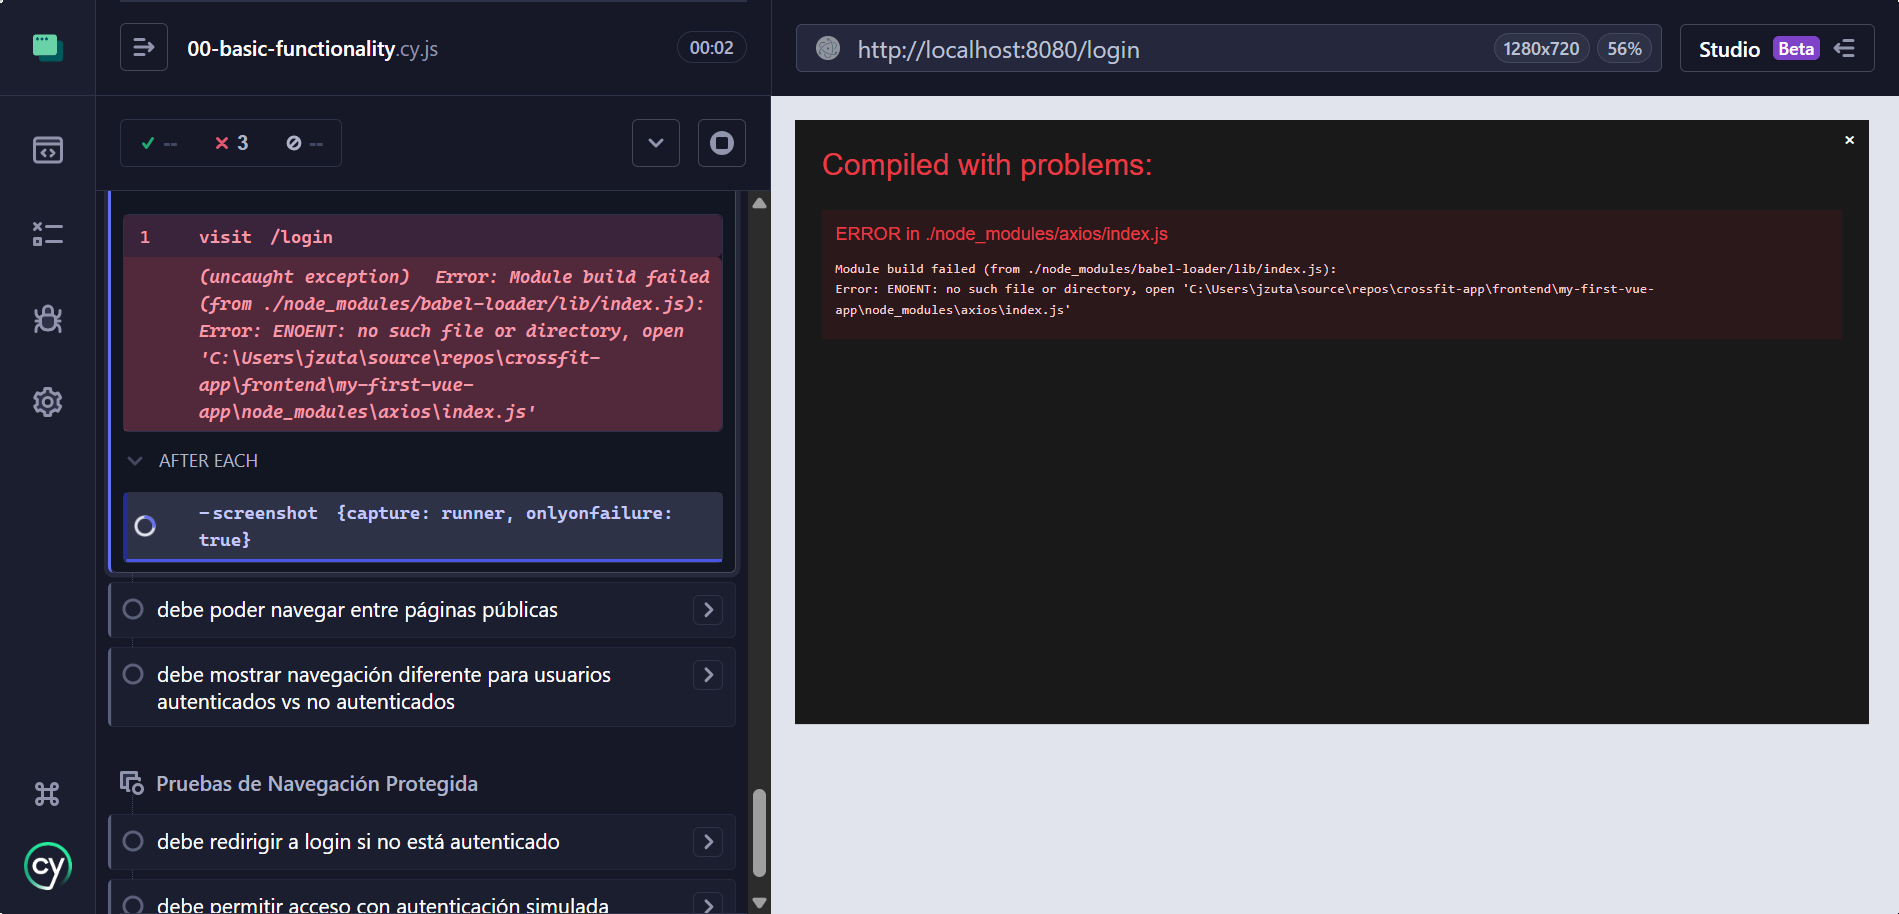 00-basic-functionality.cy.js
00:02
-- 3 --
1 visit /login
(uncaught exception) Error: Module build failed
(from ./node_modules/babel-loader/lib/index.js):
Error: ENOENT: no such file or directory, open
'C:\Users\jzuta\source\repos\crossfit-
app\frontend\my-first-vue-
app\node_modules\axios\index.js'
AFTER EACH
-screenshot {capture: runner, onlyonfailure:
true}
debe poder navegar entre páginas públicas
debe mostrar navegación diferente para usuarios
autenticados vs no autenticados
Pruebas de Navegación Protegida
debe redirigir a login si no está autenticado
debe permitir acceso con autenticación simulada
cy
http://localhost:8080/login
1280x720
56%
Studio Beta
×
Compiled with problems:
ERROR in ./node_modules/axios/index.js
Module build failed (from ./node_modules/babel-loader/lib/index.js):
Error: ENOENT: no such file or directory, open 'C:\Users\jzuta\source\repos\crossfit-app\frontend\my-first-vue-
app\node_modules\axios\index.js'